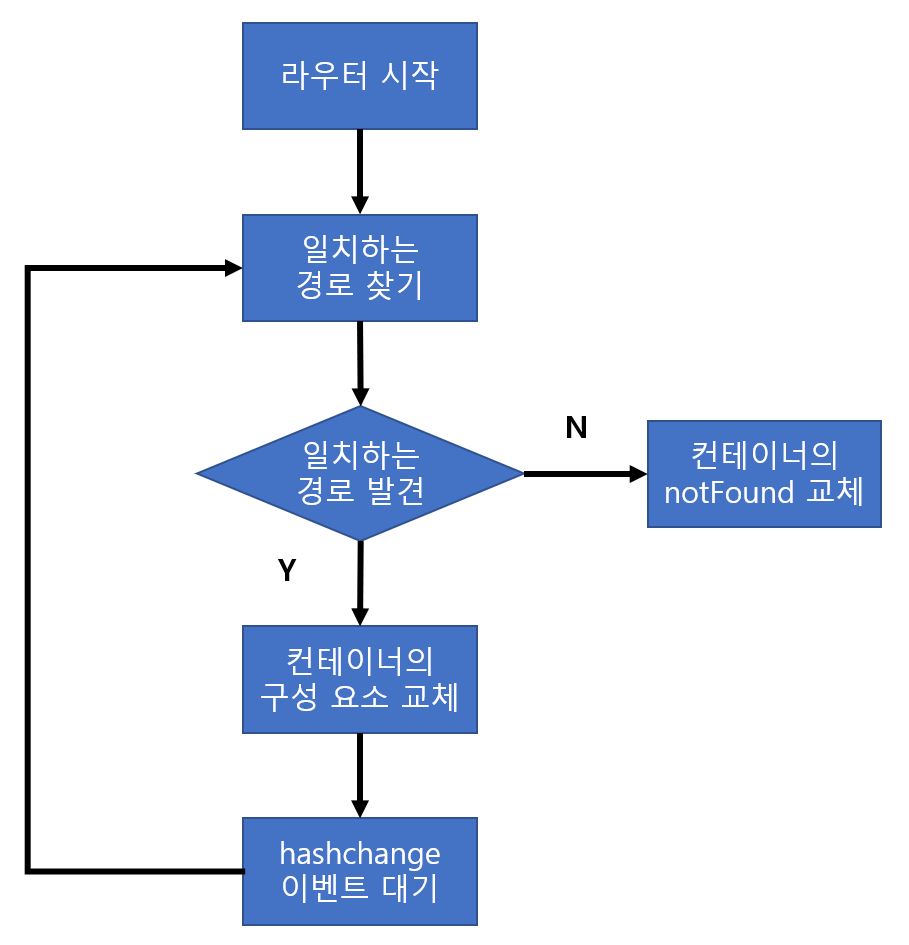 라우터 시작
일치하는
경로 찾기
일치하는
경로 발견
N
컨테이너의
notFound 교체
Y
컨테이너의
구성 요소 교체
hashchange
이벤트 대기